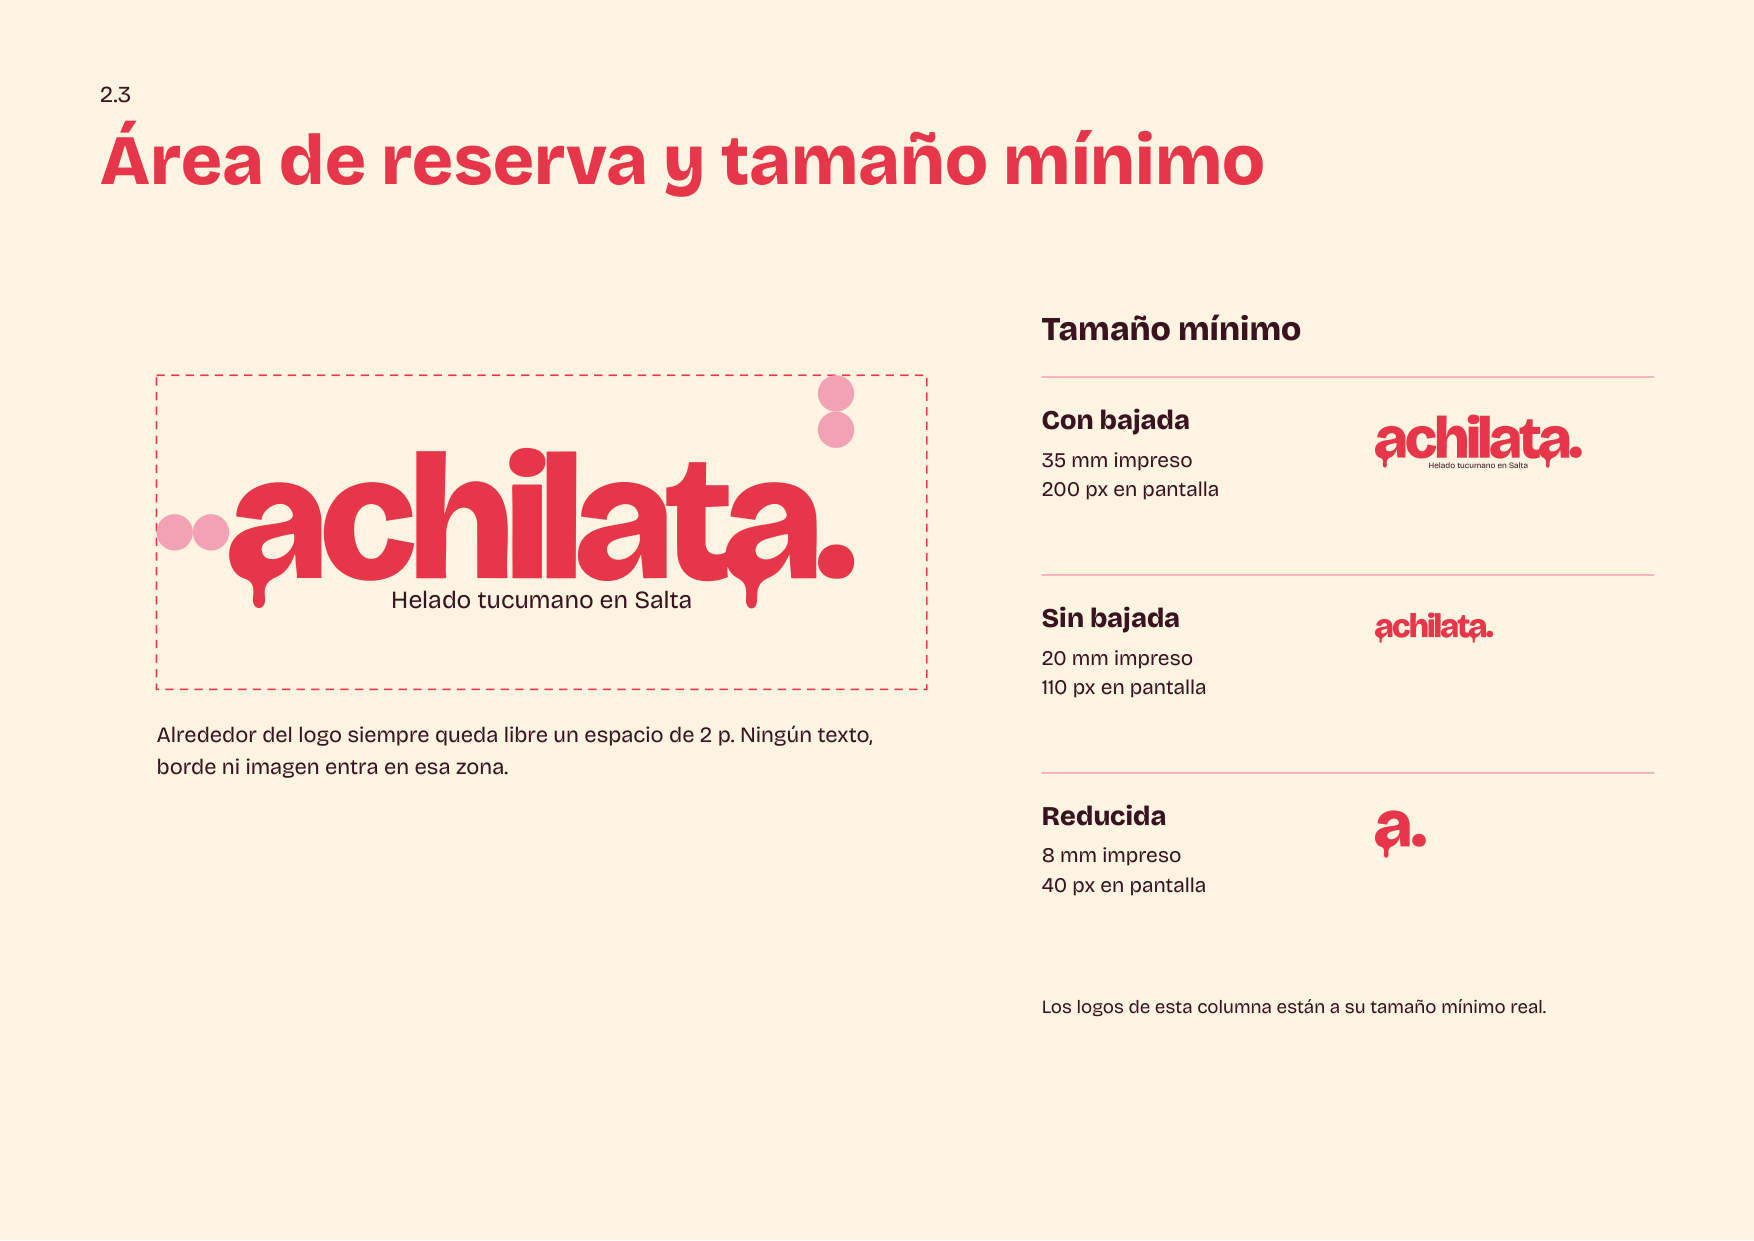 2.3
Área de reserva y tamaño mínimo
achilata.
Helado tucumano en Salta
Alrededor del logo siempre queda libre un espacio de 2 p. Ningún texto,
borde ni imagen entra en esa zona.
Tamaño mínimo
Con bajada
35 mm impreso
200 px en pantalla
achilata.
Helado tucumano en Salta
Sin bajada
20 mm impreso
110 px en pantalla
achilata.
Reducida
8 mm impreso
40 px en pantalla
a.
Los logos de esta columna están a su tamaño mínimo real.